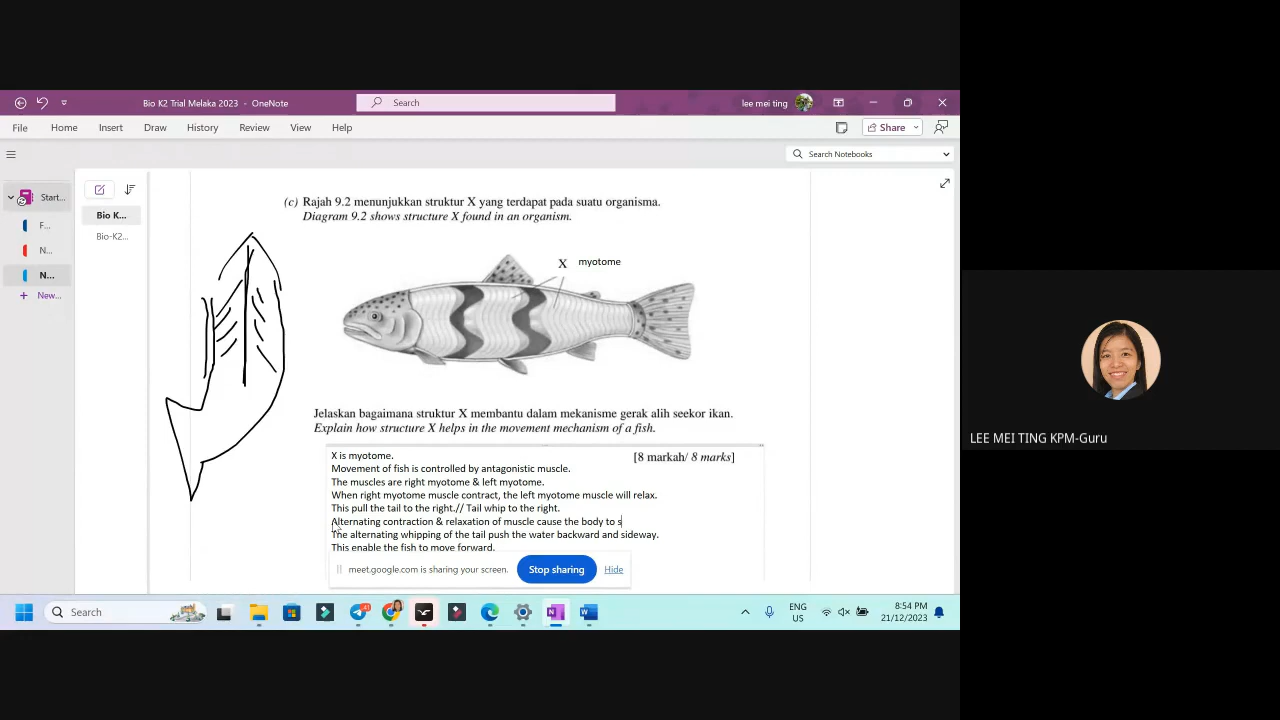 Bio K2 Trial Melaka 2023 - OneNote
Search
lee mei ting
File Home Insert Draw History Review View Help
Share
Search Notebooks
Start...
F...
N...
N...
+ New...
Bio K...
Bio-K2...
(c) Rajah 9.2 menunjukkan struktur X yang terdapat pada suatu organisma.
Diagram 9.2 shows structure X found in an organism.
X myotome
Jelaskan bagaimana struktur X membantu dalam mekanisme gerak alih seekor ikan.
Explain how structure X helps in the movement mechanism of a fish.
[8 markah/ 8 marks]
X is myotome.
Movement of fish is controlled by antagonistic muscle.
The muscles are right myotome & left myotome.
When right myotome muscle contract, the left myotome muscle will relax.
This pull the tail to the right.// Tail whip to the right.
Alternating contraction & relaxation of muscle cause the body to s
The alternating whipping of the tail push the water backward and sideway.
This enable the fish to move forward.
meet.google.com is sharing your screen. Stop sharing Hide
LEE MEI TING KPM-Guru
Search
ENG
US
8:54 PM
21/12/2023